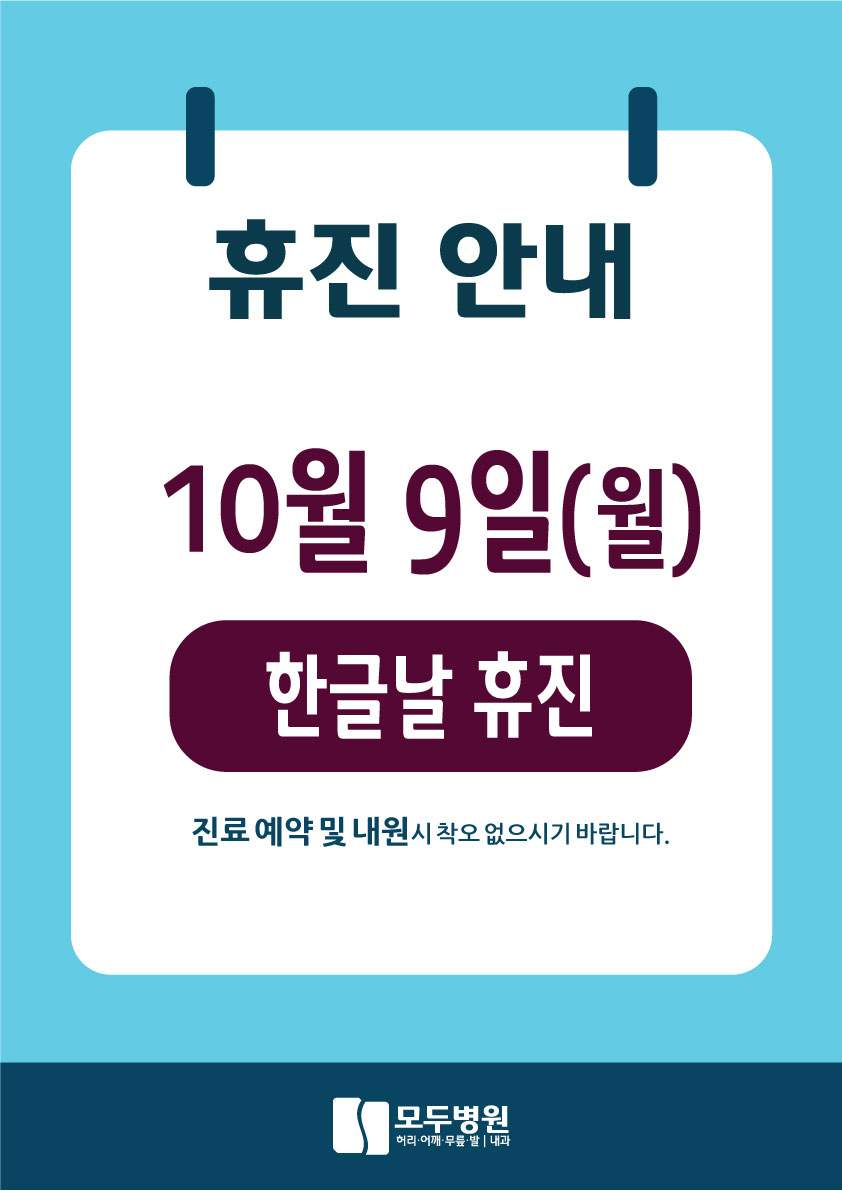 휴진 안내
10월 9일(월)
한글날 휴진
진료 예약 및 내원시 착오 없으시기 바랍니다.
모두병원
허리·어깨·무릎·발 | 내과